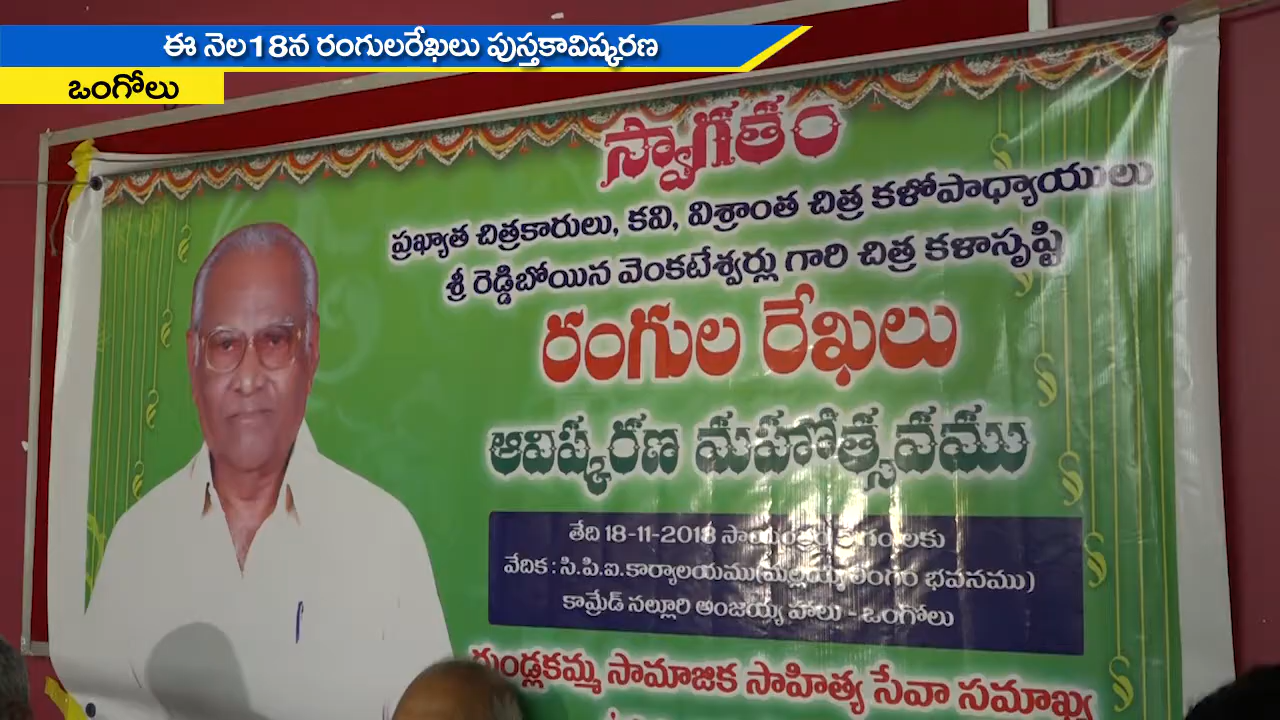 ఈ నెల18న రంగులరేఖలు పుస్తకావిష్కరణ
ఒంగోలు
స్వాగతం
ప్రఖ్యాత చిత్రకారులు, కవి, విశ్రాంత చిత్ర కళోపాధ్యాయులు
శ్రీ రెడ్డిబోయిన వెంకటేశ్వర్లు గారి చిత్ర కళాసృష్టి
రంగుల రేఖలు
ఆవిష్కరణ మహోత్సవము
తేది 18-11-2018 సాయంత్రం
వేదిక : సి.పి.ఐ.కార్యాలయము(మల్లయ్యలింగం భవనము)
కామ్రేడ్ నల్లూరి అంజయ్య హాలు - ఒంగోలు
గుండ్లకమ్మ సామాజిక సాహిత్య సేవా సమాఖ్య